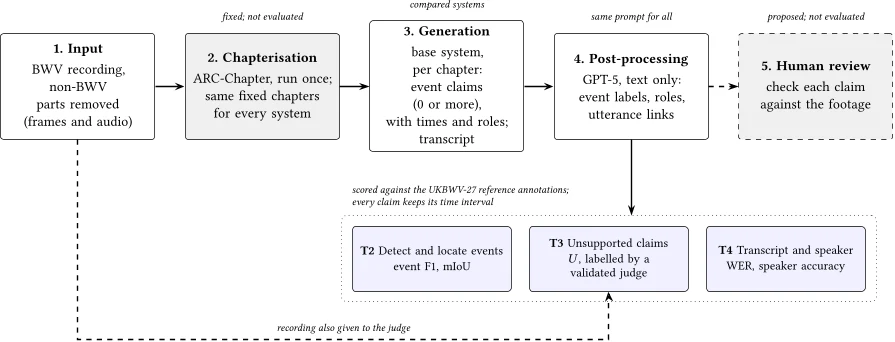 compared systems
fixed; not evaluated
same prompt for all
proposed; not evaluated
1. Input
BWV recording,
non-BWV
parts removed
(frames and audio)
2. Chapterisation
ARC-Chapter, run once;
same fixed chapters
for every system
3. Generation
base system,
per chapter:
event claims
(0 or more),
with times and roles;
transcript
4. Post-processing
GPT-5, text only:
event labels, roles,
utterance links
5. Human review
check each claim
against the footage
scored against the UKBWV-27 reference annotations;
every claim keeps its time interval
T2 Detect and locate events
event F1, mIoU
T3 Unsupported claims
U, labelled by a
validated judge
T4 Transcript and speaker
WER, speaker accuracy
recording also given to the judge